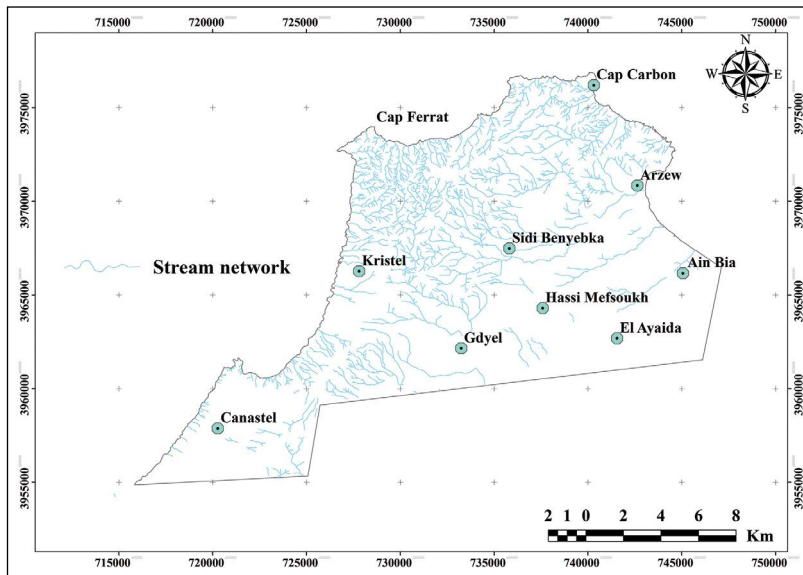 715000 720000 725000 730000 735000 740000 745000 750000
N
W E
S
Cap Carbon
3975000 3975000
Cap Ferrat
Arzew
3970000 3970000
Sidi Benyebka
Kristel
Ain Bia
Stream network
3965000 3965000
Hassi Mefsoukh
El Ayaida
Gdyel
3960000 3960000
Canastel
3955000 3955000
2 1 0 2 4 6 8
Km
715000 720000 725000 730000 735000 740000 745000 750000